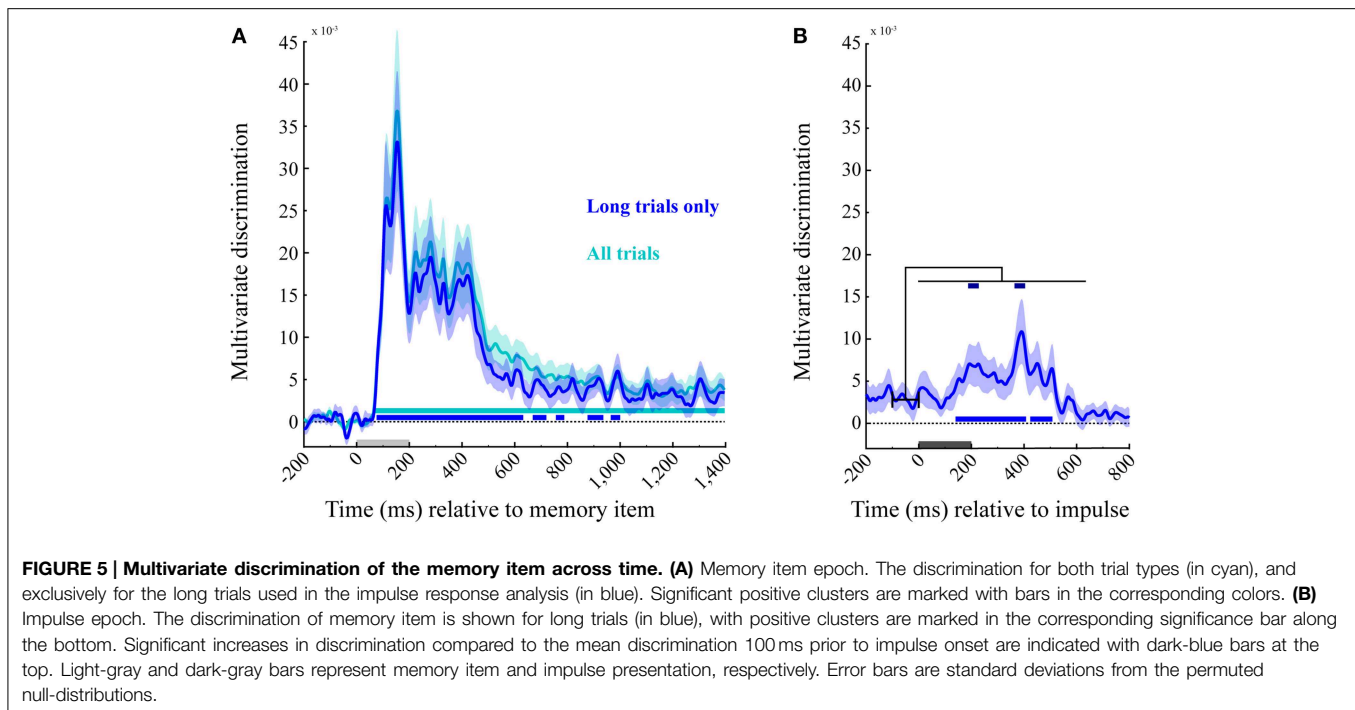 A
B
x 10⁻³
x 10⁻³
45
40
35
30
25
20
15
10
5
0
Multivariate discrimination
Long trials only
All trials
-200
0
200
400
600
800
1,000
1,200
1,400
Time (ms) relative to memory item
45
40
35
30
25
20
15
10
5
0
Multivariate discrimination
-200
0
200
400
600
800
Time (ms) relative to impulse
FIGURE 5 | Multivariate discrimination of the memory item across time. (A) Memory item epoch. The discrimination for both trial types (in cyan), and
exclusively for the long trials used in the impulse response analysis (in blue). Significant positive clusters are marked with bars in the corresponding colors. (B)
Impulse epoch. The discrimination of memory item is shown for long trials (in blue), with positive clusters are marked in the corresponding significance bar along
the bottom. Significant increases in discrimination compared to the mean discrimination 100 ms prior to impulse onset are indicated with dark-blue bars at the
top. Light-gray and dark-gray bars represent memory item and impulse presentation, respectively. Error bars are standard deviations from the permuted
null-distributions.